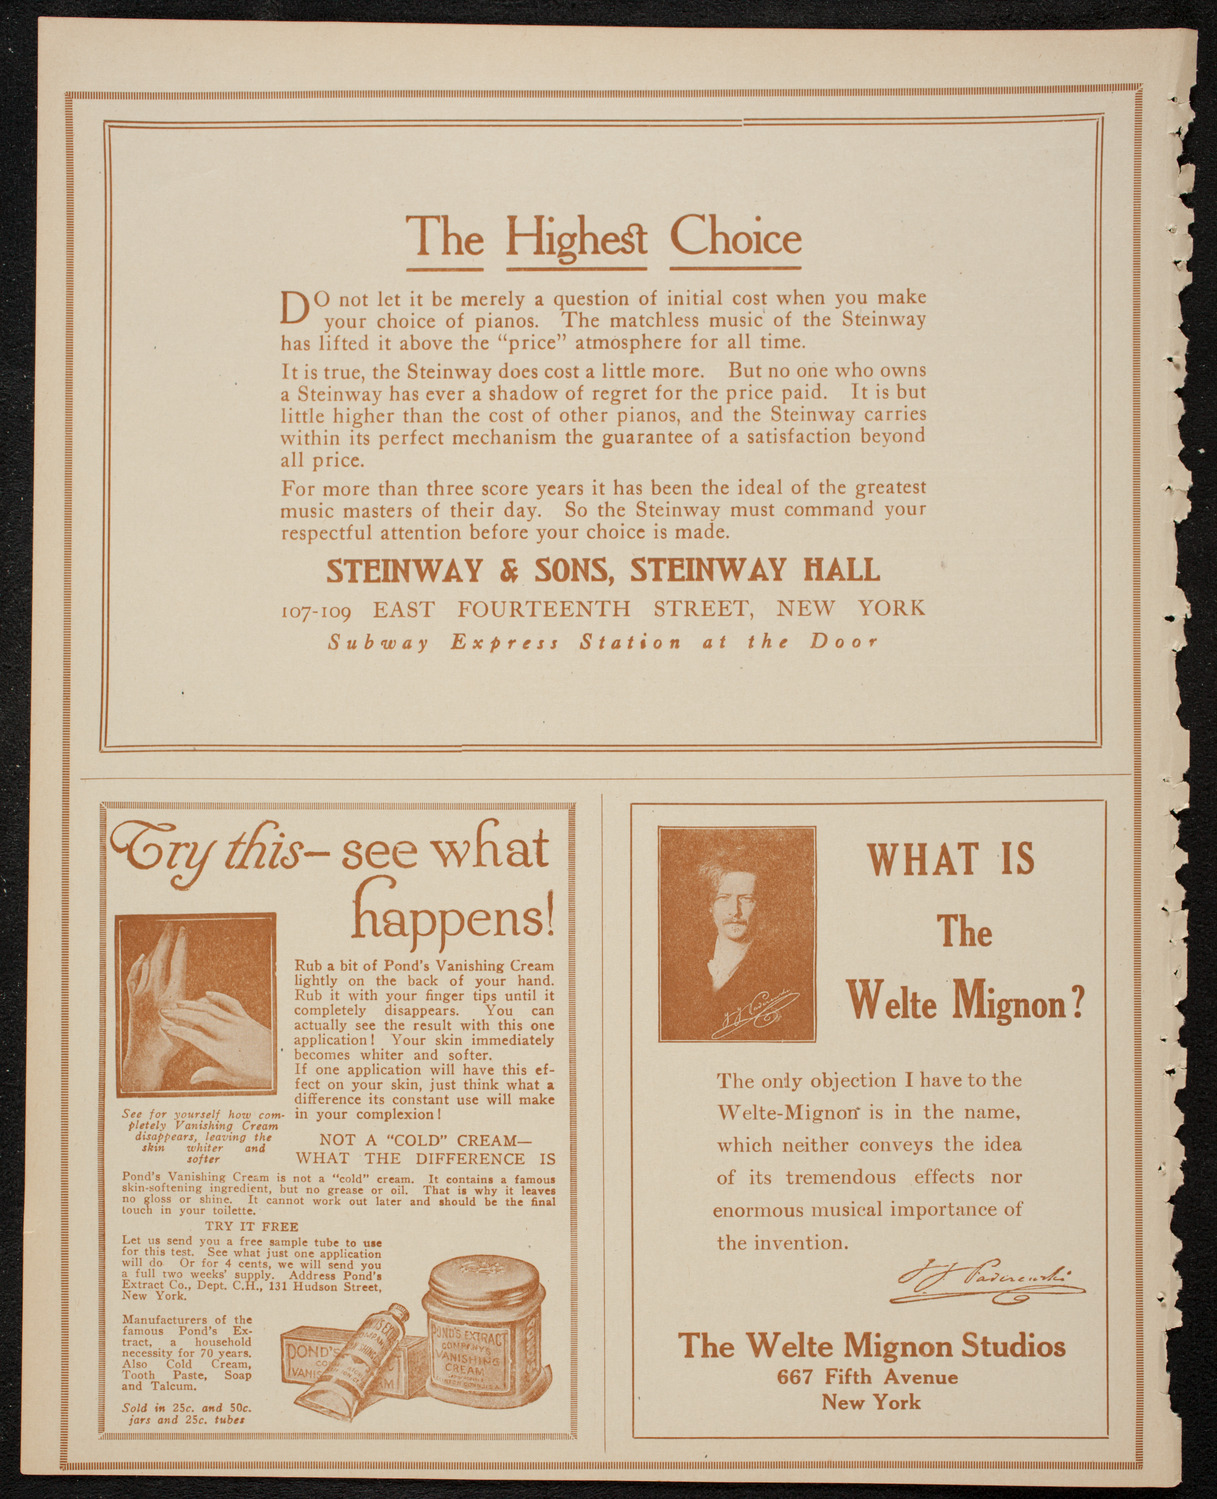 The Highest Choice
DO not let it be merely a question of initial cost when you make
your choice of pianos. The matchless music of the Steinway
has lifted it above the "price" atmosphere for all time.
It is true, the Steinway does cost a little more. But no one who owns
a Steinway has ever a shadow of regret for the price paid. It is but
little higher than the cost of other pianos, and the Steinway carries
within its perfect mechanism the guarantee of a satisfaction beyond
all price.
For more than three score years it has been the ideal of the greatest
music masters of their day. So the Steinway must command your
respectful attention before your choice is made.
STEINWAY & SONS, STEINWAY HALL
107-109 EAST FOURTEENTH STREET, NEW YORK
Subway Express Station at the Door
Try this—see what
happens!
Rub a bit of Pond's Vanishing Cream
lightly on the back of your hand.
Rub it with your finger tips until it
completely disappears. You can
actually see the result with this one
application! Your skin immediately
becomes whiter and softer.
If one application will have this ef-
fect on your skin, just think what a
difference its constant use will make
in your complexion!
See for yourself how com-
pletely Vanishing Cream
disappears, leaving the
skin whiter and
softer
NOT A "COLD" CREAM—
WHAT THE DIFFERENCE IS
Pond's Vanishing Cream is not a "cold" cream. It contains a famous
skin-softening ingredient, but no grease or oil. That is why it leaves
no gloss or shine. It cannot work out later and should be the final
touch in your toilette.
TRY IT FREE
Let us send you a free sample tube to use
for this test. See what just one application
will do Or for 4 cents, we will send you
a full two weeks' supply. Address Pond's
Extract Co., Dept. C.H., 131 Hudson Street,
New York.
Manufacturers of the
famous Pond's Ex-
tract, a household
necessity for 70 years.
Also Cold Cream,
Tooth Paste, Soap
and Talcum.
Sold in 25c. and 50c.
jars and 25c. tubes
POND'S
CO
VANIS
AM
POND'S EXTRACT
COMPANY'S
VANISHING
CREAM
J J Paderewski
WHAT IS
The
Welte Mignon?
The only objection I have to the
Welte-Mignon is in the name,
which neither conveys the idea
of its tremendous effects nor
enormous musical importance of
the invention.
J J Paderewski
The Welte Mignon Studios
667 Fifth Avenue
New York